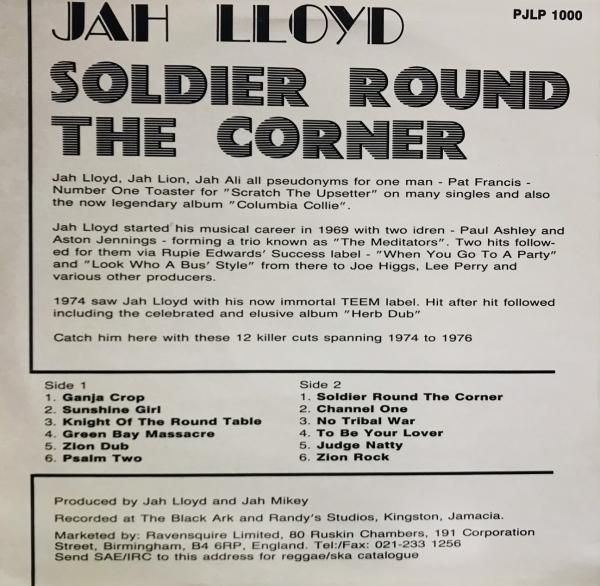 JAH LLOYD
PJLP 1000
SOLDIER ROUND
THE CORNER
Jah Lloyd, Jah Lion, Jah Ali all pseudonyms for one man - Pat Francis -
Number One Toaster for "Scratch The Upsetter" on many singles and also
the now legendary album "Columbia Collie".
Jah Lloyd started his musical career in 1969 with two idren - Paul Ashley and
Aston Jennings - forming a trio known as "The Meditators". Two hits follow-
ed for them via Rupie Edwards' Success label - "When You Go To A Party"
and "Look Who A Bus' Style" from there to Joe Higgs, Lee Perry and
various other producers.
1974 saw Jah Lloyd with his now immortal TEEM label. Hit after hit followed
including the celebrated and elusive album "Herb Dub"
Catch him here with these 12 killer cuts spanning 1974 to 1976
Side 1
1. Ganja Crop
2. Sunshine Girl
3. Knight Of The Round Table
4. Green Bay Massacre
5. Zion Dub
6. Psalm Two
Side 2
1. Soldier Round The Corner
2. Channel One
3. No Tribal War
4. To Be Your Lover
5. Judge Natty
6. Zion Rock
Produced by Jah Lloyd and Jah Mikey
Recorded at The Black Ark and Randy's Studios, Kingston, Jamacia.
Marketed by: Ravensquire Limited, 80 Ruskin Chambers, 191 Corporation
Street, Birmingham, B4 6RP, England. Tel:/Fax: 021-233 1256
Send SAE/IRC to this address for reggae/ska catalogue